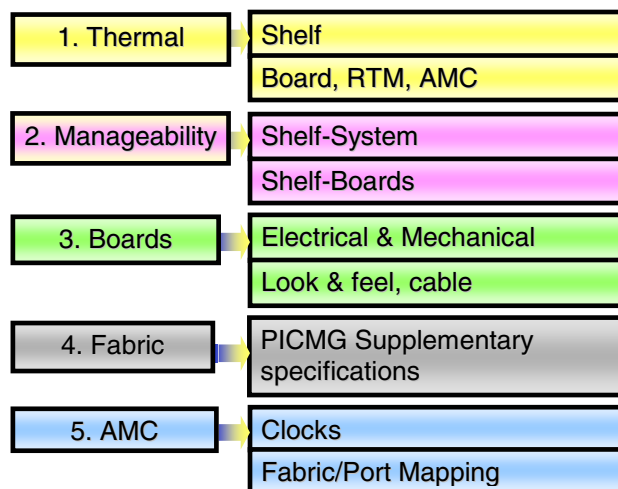 1. Thermal
Shelf
Board, RTM, AMC
2. Manageability
Shelf-System
Shelf-Boards
3. Boards
Electrical & Mechanical
Look & feel, cable
4. Fabric
PICMG Supplementary
specifications
5. AMC
Clocks
Fabric/Port Mapping